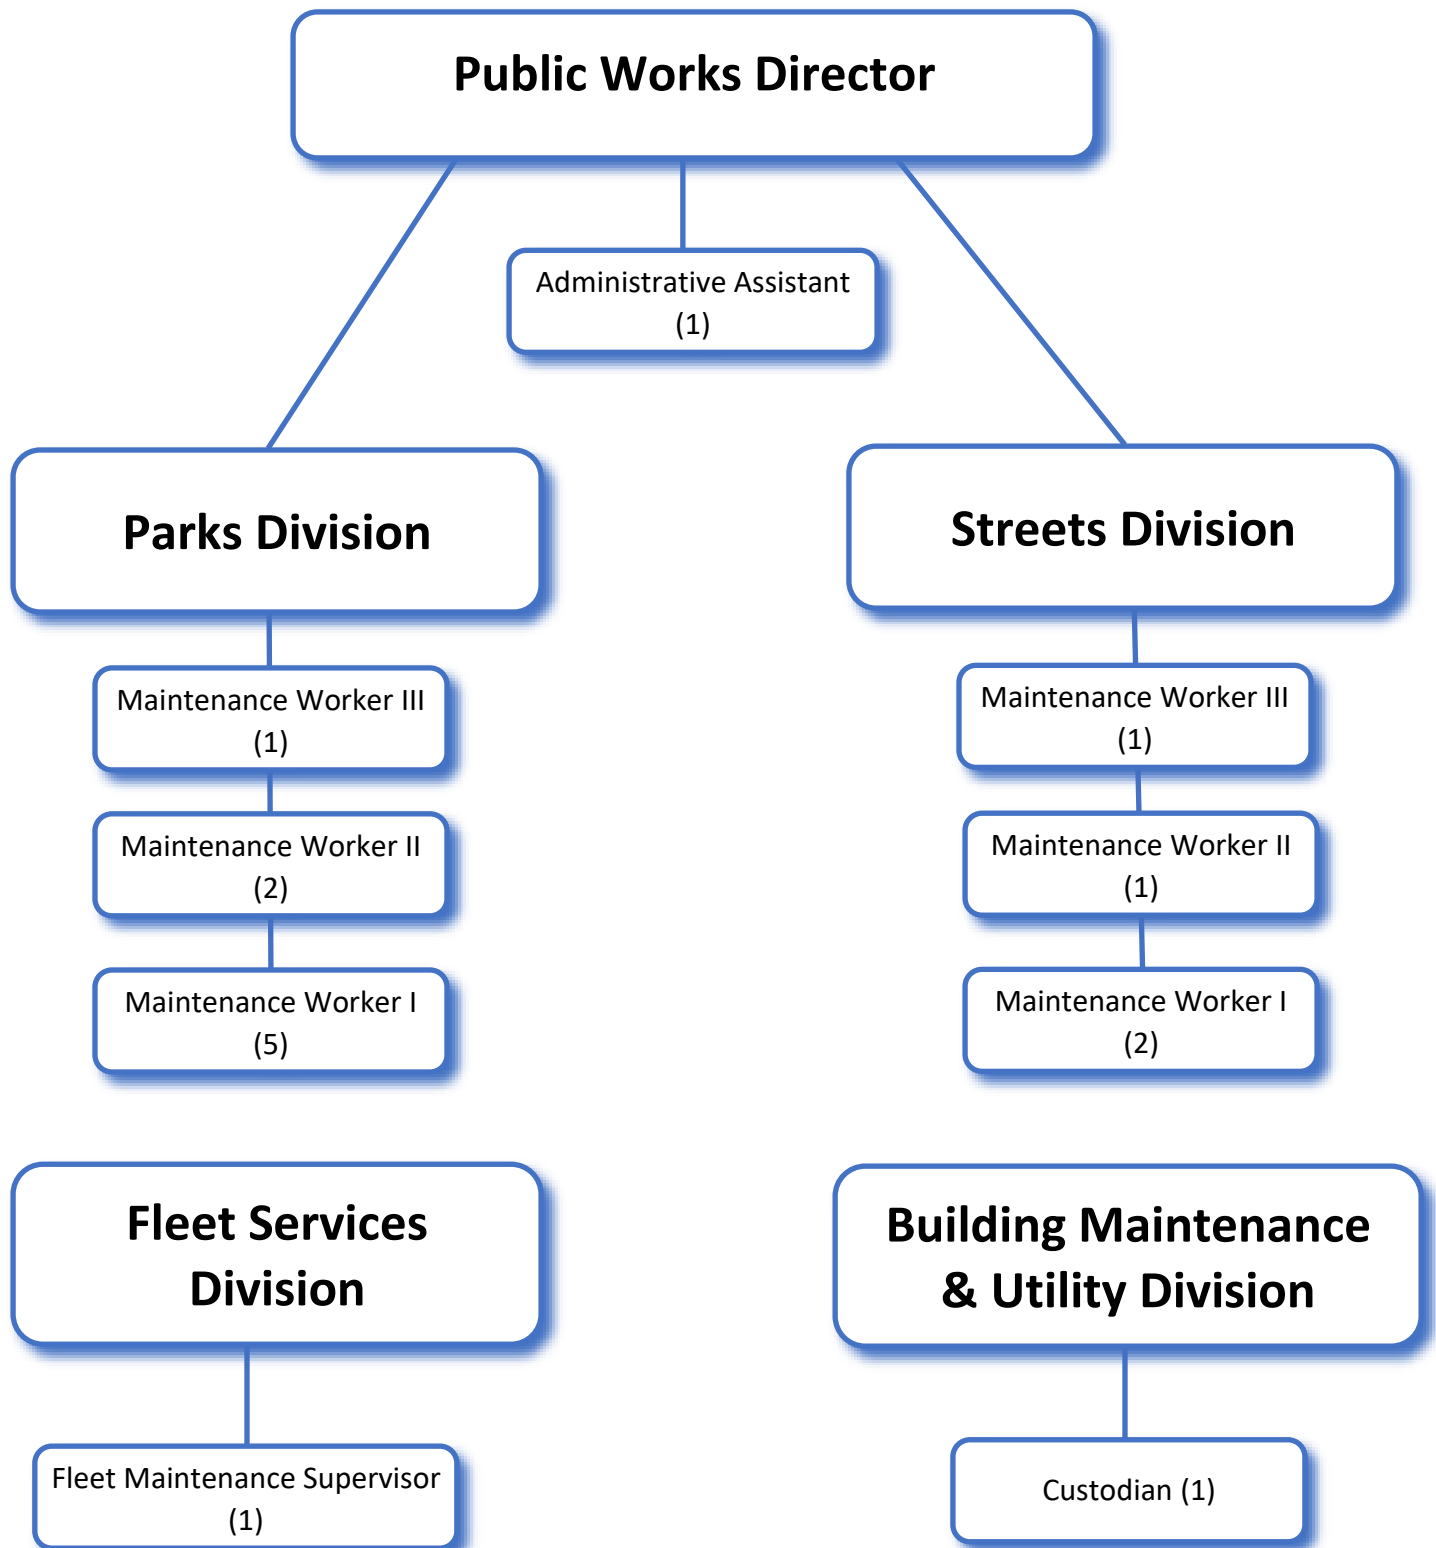 Public Works Director
Administrative Assistant
(1)
Parks Division
Maintenance Worker III
(1)
Maintenance Worker II
(2)
Maintenance Worker I
(5)
Streets Division
Maintenance Worker III
(1)
Maintenance Worker II
(1)
Maintenance Worker I
(2)
Fleet Services
Division
Fleet Maintenance Supervisor
(1)
Building Maintenance
& Utility Division
Custodian (1)